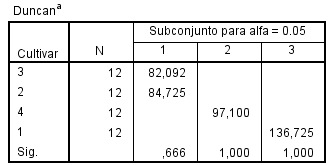 Duncanª
Subconjunto para alfa = 0.05
Cultivar N 1 2 3
3 12 82,092
2 12 84,725
4 12 97,100
1 12 136,725
Sig. ,666 1,000 1,000